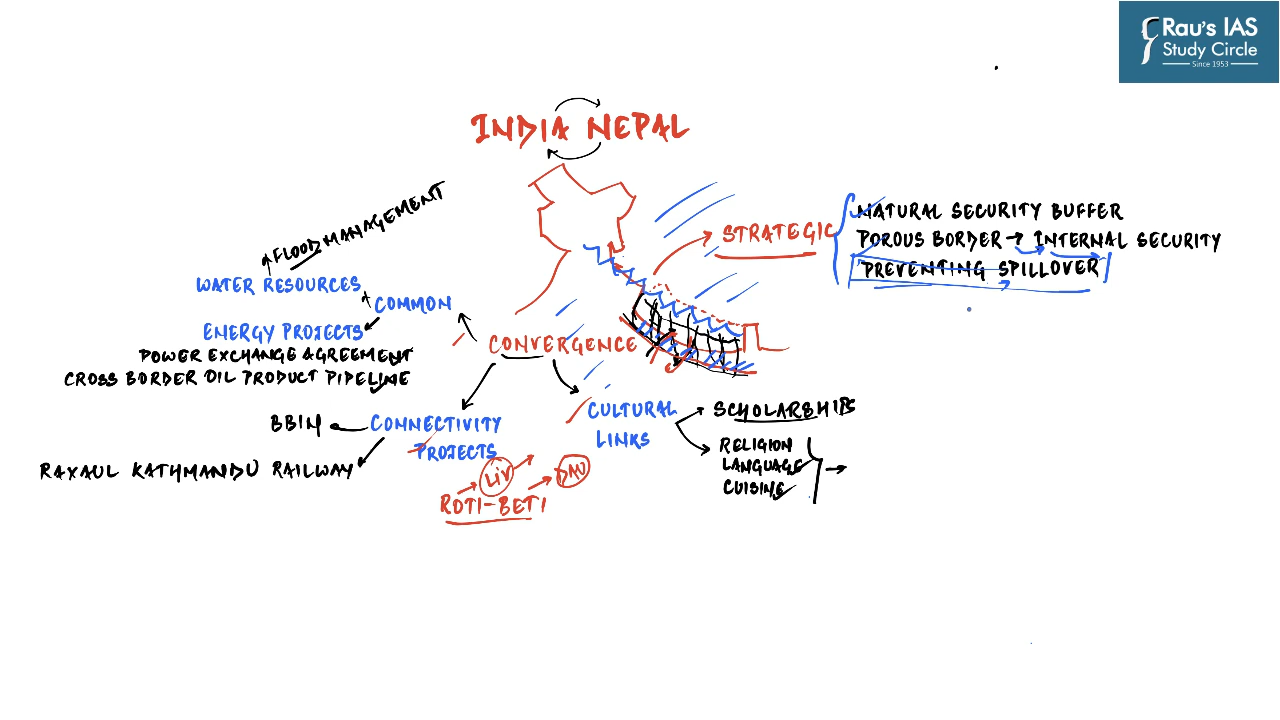 Rau's IAS
Study Circle
Since 1953
INDIA NEPAL
STRATEGIC
NATURAL SECURITY BUFFER
POROUS BORDER → INTERNAL SECURITY
PREVENTING SPILLOVER
FLOOD MANAGEMENT
WATER RESOURCES
COMMON
ENERGY PROJECTS
POWER EXCHANGE AGREEMENT
CROSS BORDER OIL PRODUCT PIPELINE
CONVERGENCE
BBIN
CONNECTIVITY
PROJECTS
RAXAUL KATHMANDU RAILWAY
CULTURAL
LINKS
SCHOLARSHIPS
RELIGION
LANGUAGE
CUISINE
LIV
ROTI-BETI